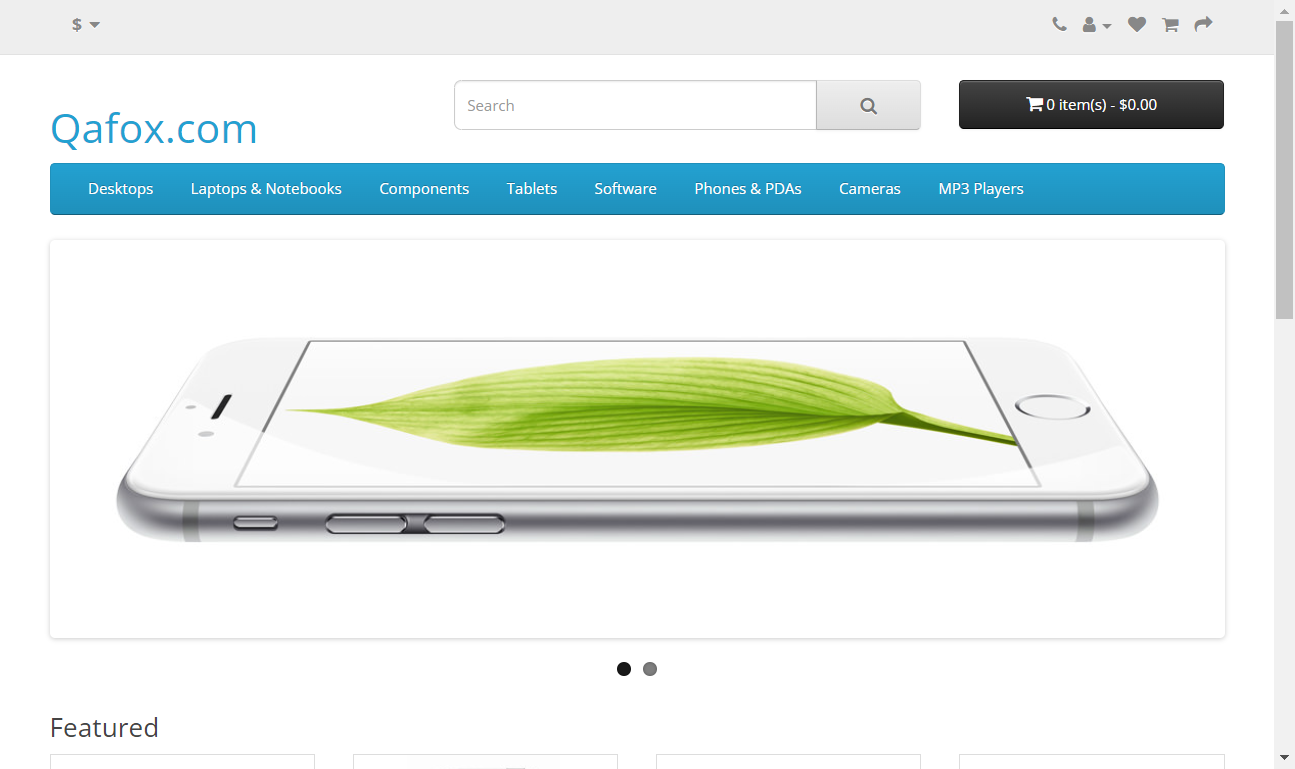 $
Qafox.com
Search
0 item(s) - $0.00
Desktops
Laptops & Notebooks
Components
Tablets
Software
Phones & PDAs
Cameras
MP3 Players
Featured